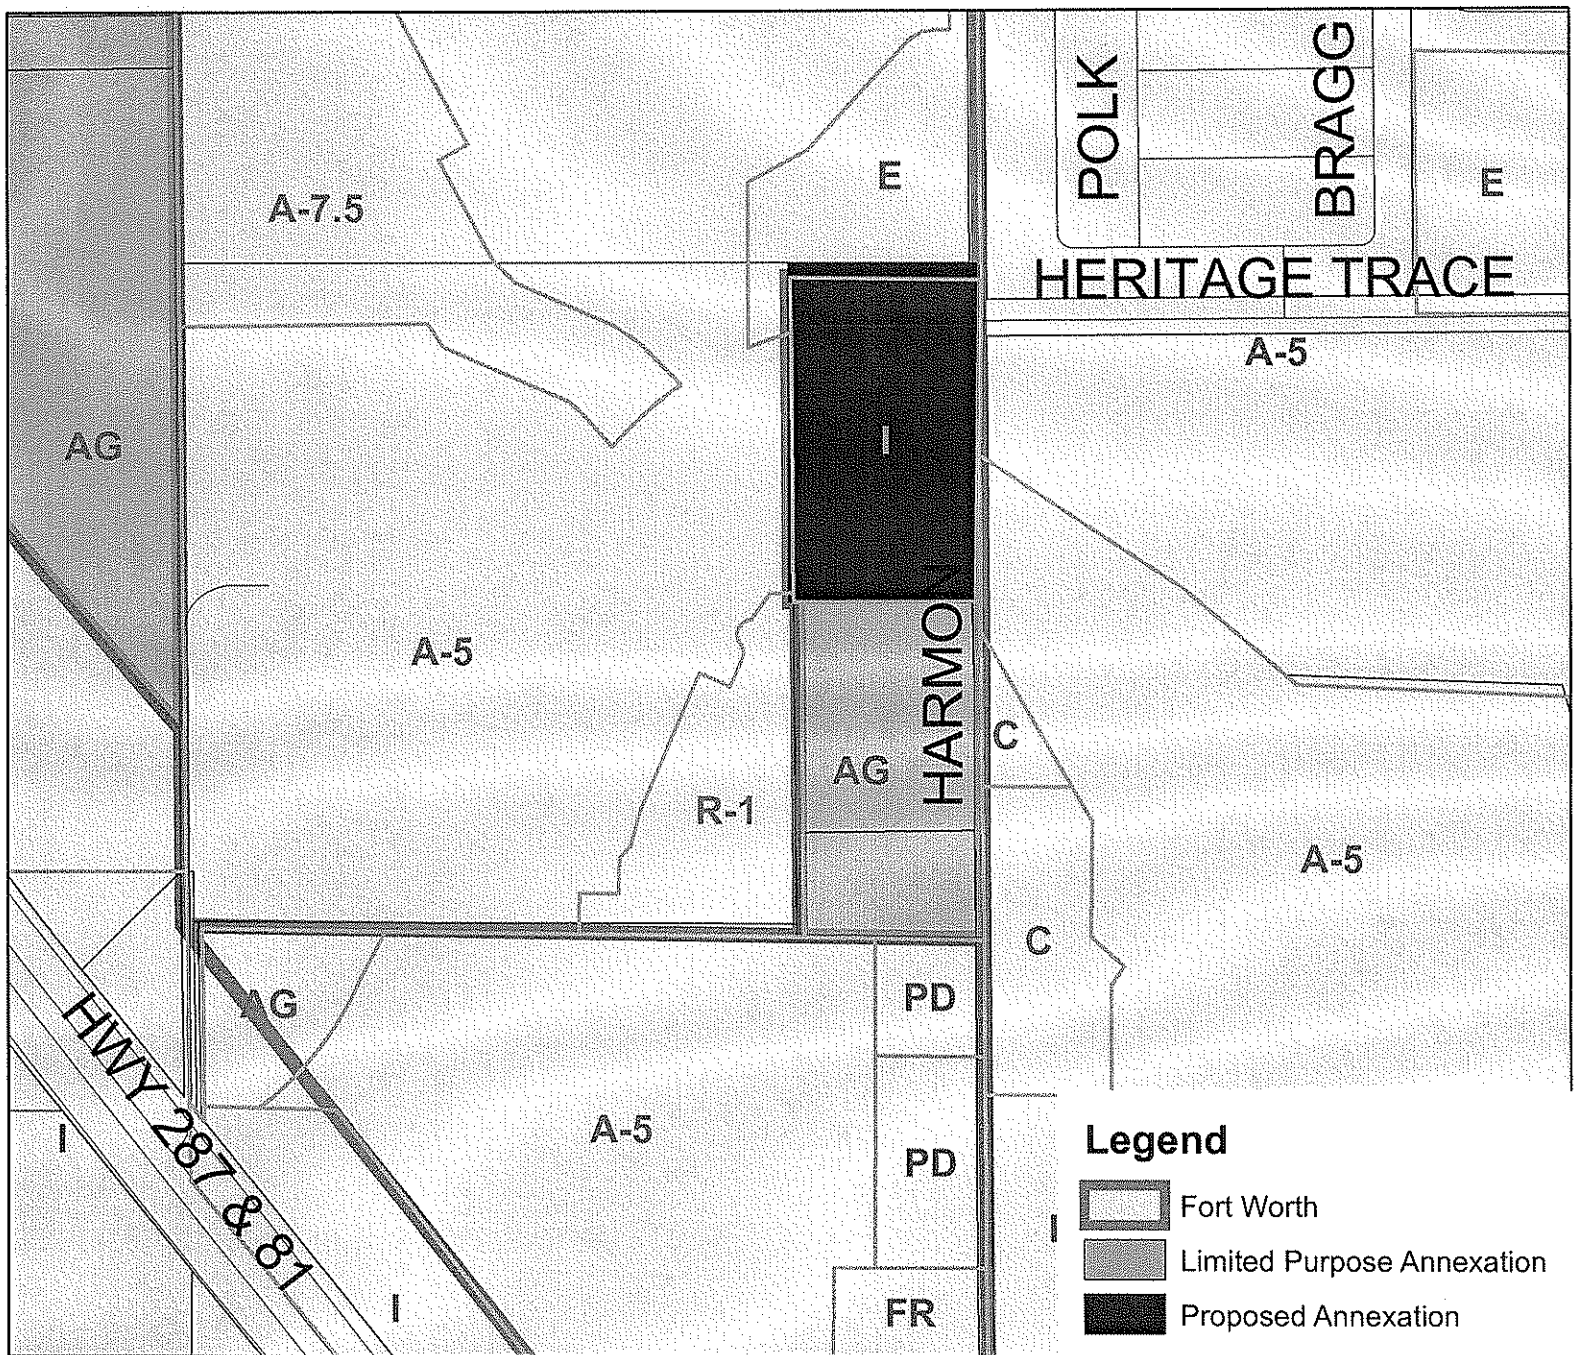 POLK
BRAGG
E
A-7.5
E
HERITAGE TRACE
A-5
AG
I
A-5
HARMON
C
AG
R-1
A-5
C
AG
PD
HWY 287 & 81
A-5
I
PD
I
I
FR
Legend
Fort Worth
Limited Purpose Annexation
Proposed Annexation